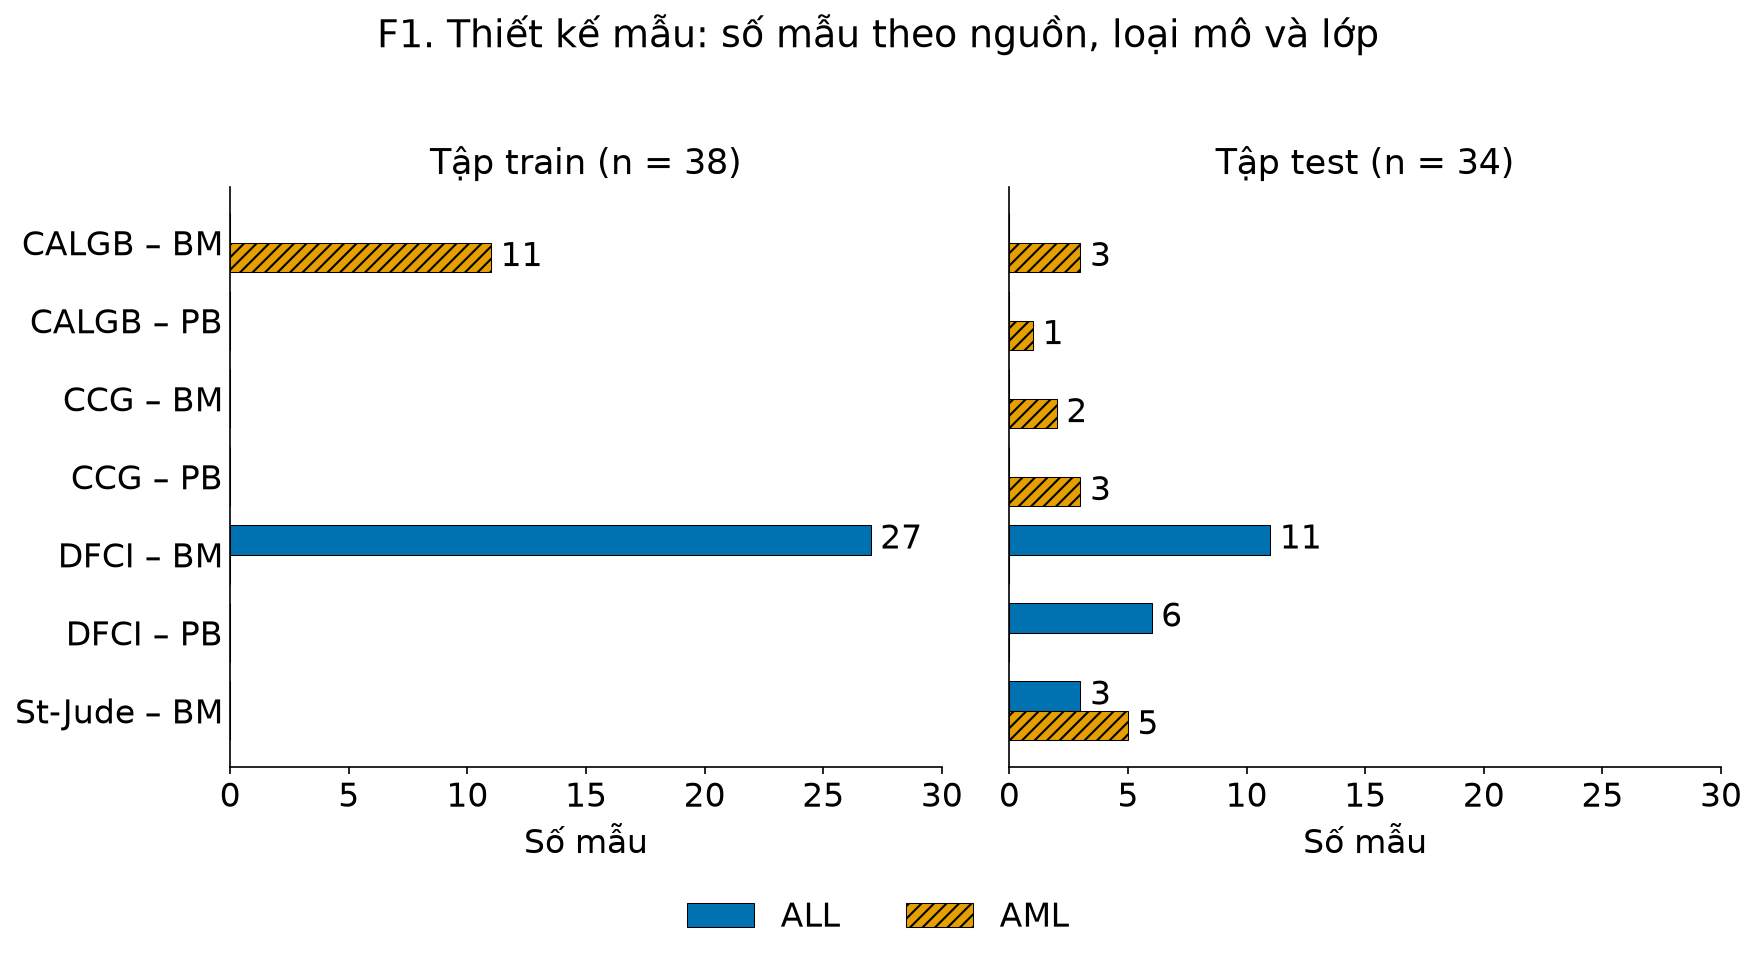 F1. Thiết kế mẫu: số mẫu theo nguồn, loại mô và lớp
Tập train (n = 38)
CALGB – BM
CALGB – PB
CCG – BM
CCG – PB
DFCI – BM
DFCI – PB
St-Jude – BM
11
27
0 5 10 15 20 25 30
Số mẫu
Tập test (n = 34)
3
1
2
3
11
6
3
5
0 5 10 15 20 25 30
Số mẫu
ALL AML